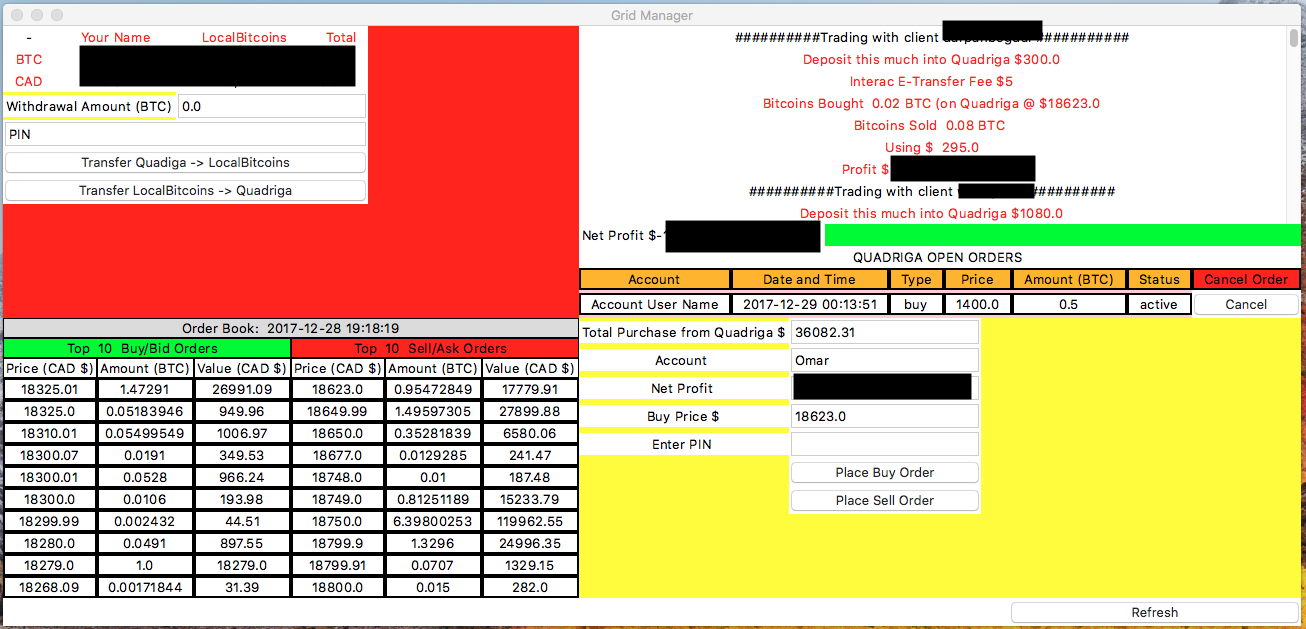 Grid Manager
- Your Name LocalBitcoins Total
BTC
CAD
Withdrawal Amount (BTC) 0.0
PIN
Transfer Quadiga -> LocalBitcoins
Transfer LocalBitcoins -> Quadriga
##########Trading with client ###########
Deposit this much into Quadriga $300.0
Interac E-Transfer Fee $5
Bitcoins Bought 0.02 BTC (on Quadriga @ $18623.0
Bitcoins Sold 0.08 BTC
Using $ 295.0
Profit $
##########Trading with client ##########
Deposit this much into Quadriga $1080.0
Net Profit $-
QUADRIGA OPEN ORDERS
Account Date and Time Type Price Amount (BTC) Status Cancel Order
Account User Name 2017-12-29 00:13:51 buy 1400.0 0.5 active Cancel
Order Book: 2017-12-28 19:18:19
Top 10 Buy/Bid Orders Top 10 Sell/Ask Orders
Price (CAD $) Amount (BTC) Value (CAD $) Price (CAD $) Amount (BTC) Value (CAD $)
18325.01 1.47291 26991.09 18623.0 0.95472849 17779.91
18325.0 0.05183946 949.96 18649.99 1.49597305 27899.88
18310.01 0.05499549 1006.97 18650.0 0.35281839 6580.06
18300.07 0.0191 349.53 18677.0 0.0129285 241.47
18300.01 0.0528 966.24 18748.0 0.01 187.48
18300.0 0.0106 193.98 18749.0 0.81251189 15233.79
18299.99 0.002432 44.51 18750.0 6.39800253 119962.55
18280.0 0.0491 897.55 18799.9 1.3296 24996.35
18279.0 1.0 18279.0 18799.91 0.0707 1329.15
18268.09 0.00171844 31.39 18800.0 0.015 282.0
Total Purchase from Quadriga $ 36082.31
Account Omar
Net Profit
Buy Price $ 18623.0
Enter PIN
Place Buy Order
Place Sell Order
Refresh